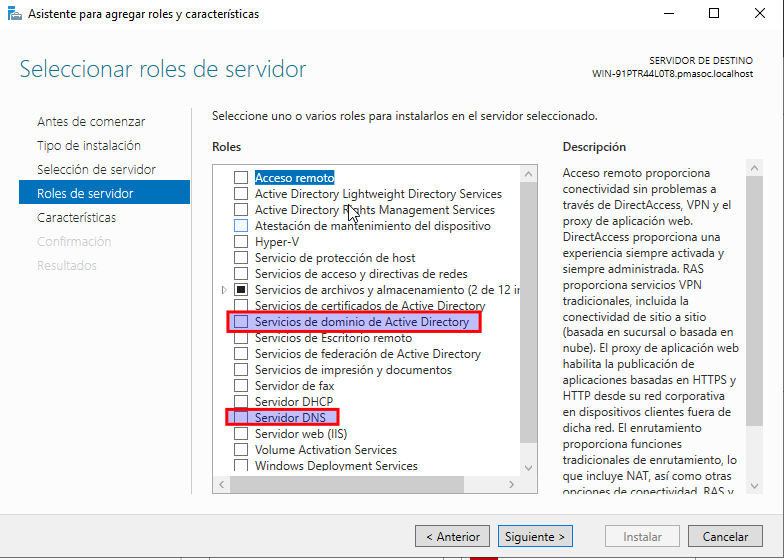 Asistente para agregar roles y características
Seleccionar roles de servidor
SERVIDOR DE DESTINO
WIN-91PTR44L0T8.pmasoc.localhost
Antes de comenzar
Tipo de instalación
Selección de servidor
Roles de servidor
Características
Confirmación
Resultados
Seleccione uno o varios roles para instalarlos en el servidor seleccionado.
Roles
Acceso remoto
Active Directory Lightweight Directory Services
Active Directory Rights Management Services
Atestación de mantenimiento del dispositivo
Hyper-V
Servicio de protección de host
Servicios de acceso y directivas de redes
Servicios de archivos y almacenamiento (2 de 12 in
Servicios de certificados de Active Directory
Servicios de dominio de Active Directory
Servicios de Escritorio remoto
Servicios de federación de Active Directory
Servicios de impresión y documentos
Servidor de fax
Servidor DHCP
Servidor DNS
Servidor web (IIS)
Volume Activation Services
Windows Deployment Services
Descripción
Acceso remoto proporciona
conectividad sin problemas a
través de DirectAccess, VPN y el
proxy de aplicación web.
DirectAccess proporciona una
experiencia siempre activada y
siempre administrada. RAS
proporciona servicios VPN
tradicionales, incluida la
conectividad de sitio a sitio
(basada en sucursal o basada en
nube). El proxy de aplicación web
habilita la publicación de
aplicaciones basadas en HTTPS y
HTTP desde su red corporativa
en dispositivos clientes fuera de
dicha red. El enrutamiento
proporciona funciones
tradicionales de enrutamiento, lo
que incluye NAT, así como otras
opciones de conectividad. RAS y
< Anterior
Siguiente >
Instalar
Cancelar